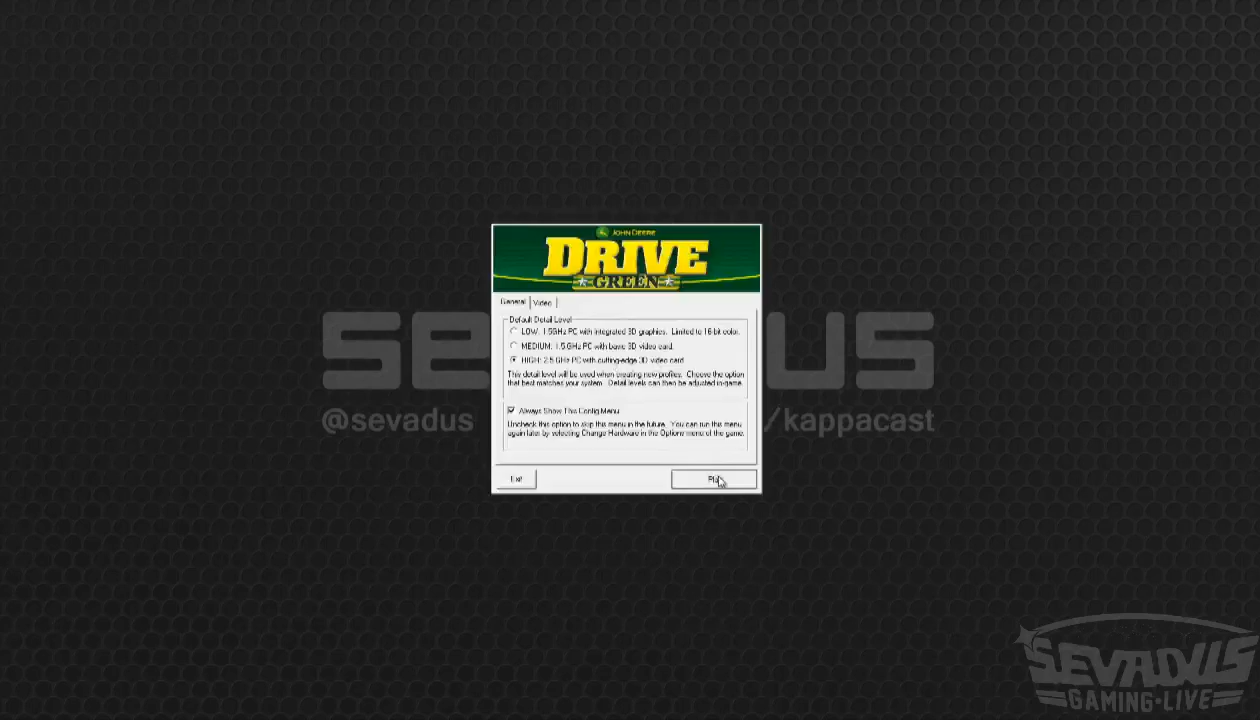 JOHN DEERE
DRIVE
GREEN
General Video
Default Detail Level
LOW: 1.5GHz PC with integrated 3D graphics. Limited to 16-bit color.
MEDIUM: 1.5 GHz PC with basic 3D video card.
HIGH: 2.5 GHz PC with cutting-edge 3D video card
This detail level will be used when creating new profiles. Choose the option
that best matches your system. Detail levels can then be adjusted in-game.
Always Show This Config Menu
Uncheck this option to skip this menu in the future. You can run this menu
again later by selecting Change Hardware in the Options menu of the game.
Exit
@sevadus
/kappacast
SEVADUS
GAMING·LIVE